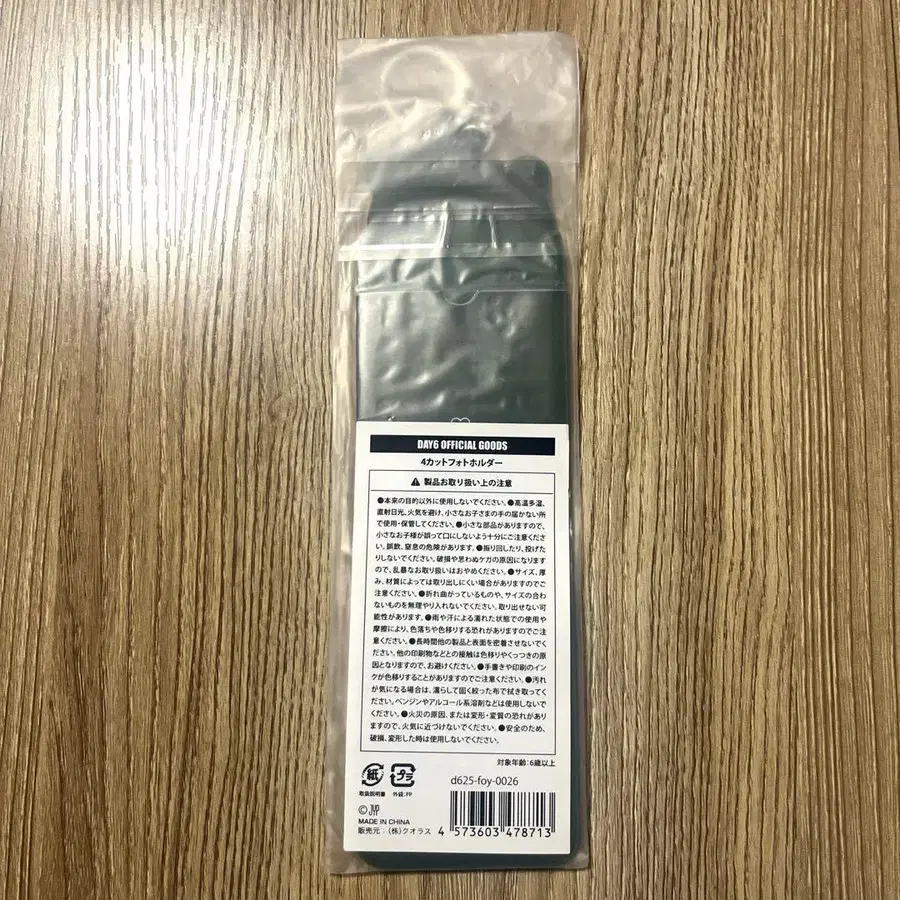 DAY6 OFFICIAL GOODS
4カットフォトホルダー
製品お取り扱い上の注意
●本来の目的以外に使用しないでください。●高温多湿、
直射日光、火気を避け、小さなお子さまの手の届かない所
で使用・保管してください。●小さな部品がありますので、
小さなお子様が誤って口にしないよう十分にご注意くださ
い。誤飲、窒息の危険があります。●振り回したり、投げた
りしないでください。破損や思わぬケガの原因になります
ので、乱暴なお取り扱いはおやめください。●サイズ、厚
み、材質によっては取り出しにくい場合がありますのでご
注意ください。●折れ曲がっているものや、サイズの合わ
ないものを無理やり入れないでください。取り出せない可
能性があります。●雨や汗による濡れた状態での使用や
摩擦により、色落ちや色移りする恐れがありますのでご注
意ください。●長時間他の製品と表面を密着させないでく
ださい。他の印刷物などとの接触は色移りやくっつきの原
因となりますので、お避けください。●手書きや印刷のイン
クが色移りすることがありますのでご注意ください。●汚れ
が気になる場合は、濡らして固く絞った布で拭き取ってく
ださい。ベンジンやアルコール系溶剤などは使用しないで
ください。●火災の原因、または変形・変質の恐れがあり
ますので、火気に近づけないでください。●安全のため、
破損、変形した時は使用しないでください。
対象年齢:6歳以上
紙
プラ
取扱説明書
外袋:PP
d625-foy-0026
© JYP
MADE IN CHINA
販売元:(株)クオラス
4 573603 478713